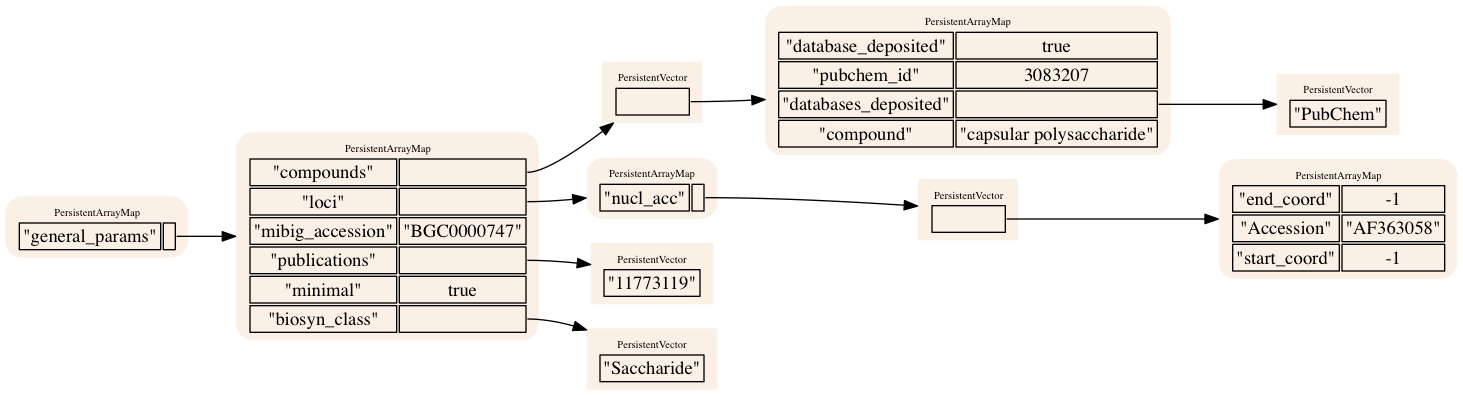 PersistentArrayMap
"general_params"
PersistentArrayMap
"compounds"
"loci"
"mibig_accession" "BGC0000747"
"publications"
"minimal" true
"biosyn_class"
PersistentVector
PersistentArrayMap
"database_deposited" true
"pubchem_id" 3083207
"databases_deposited"
"compound" "capsular polysaccharide"
PersistentVector
"PubChem"
PersistentArrayMap
"nucl_acc"
PersistentVector
PersistentArrayMap
"end_coord" -1
"Accession" "AF363058"
"start_coord" -1
PersistentVector
"11773119"
PersistentVector
"Saccharide"